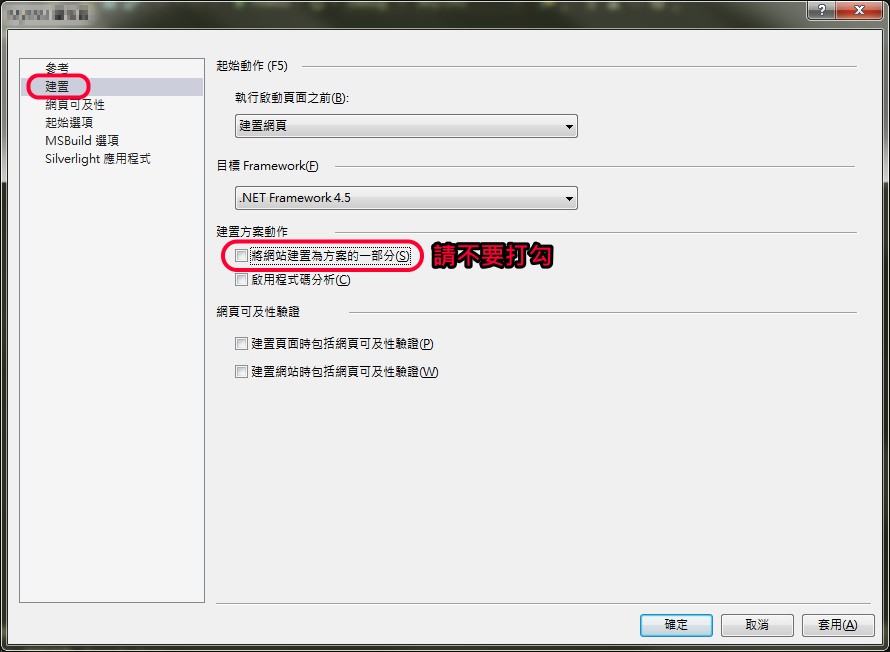 參考
建置
網頁可及性
起始選項
MSBuild 選項
Silverlight 應用程式
起始動作 (F5)
執行啟動頁面之前(B):
建置網頁
目標 Framework(F)
.NET Framework 4.5
建置方案動作
將網站建置為方案的一部分(S) 請不要打勾
啟用程式碼分析(C)
網頁可及性驗證
建置頁面時包括網頁可及性驗證(P)
建置網站時包括網頁可及性驗證(W)
確定 取消 套用(A)